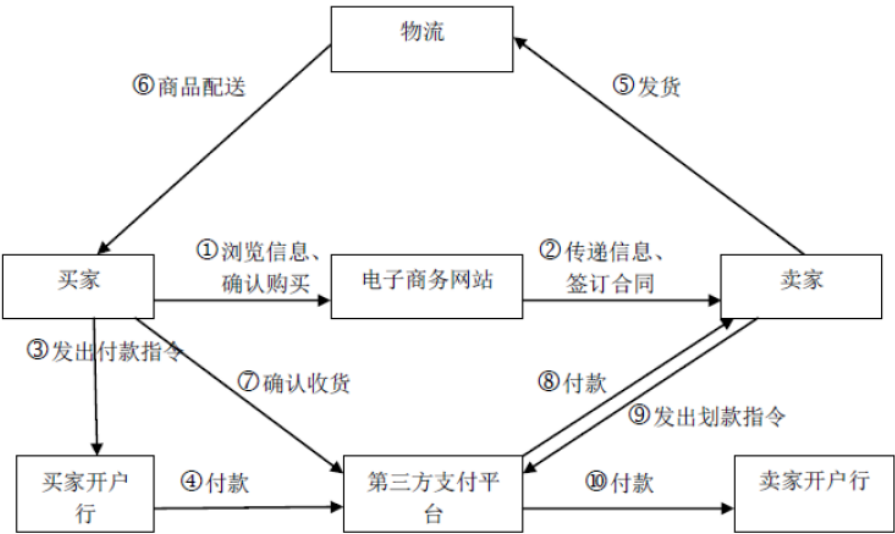 物流
⑥商品配送
⑤发货
①浏览信息、
确认购买
②传递信息、
签订合同
买家
电子商务网站
卖家
③发出付款指令
⑦确认收货
⑧付款
⑨发出划款指令
买家开户
行
④付款
第三方支付平
台
⑩付款
卖家开户行